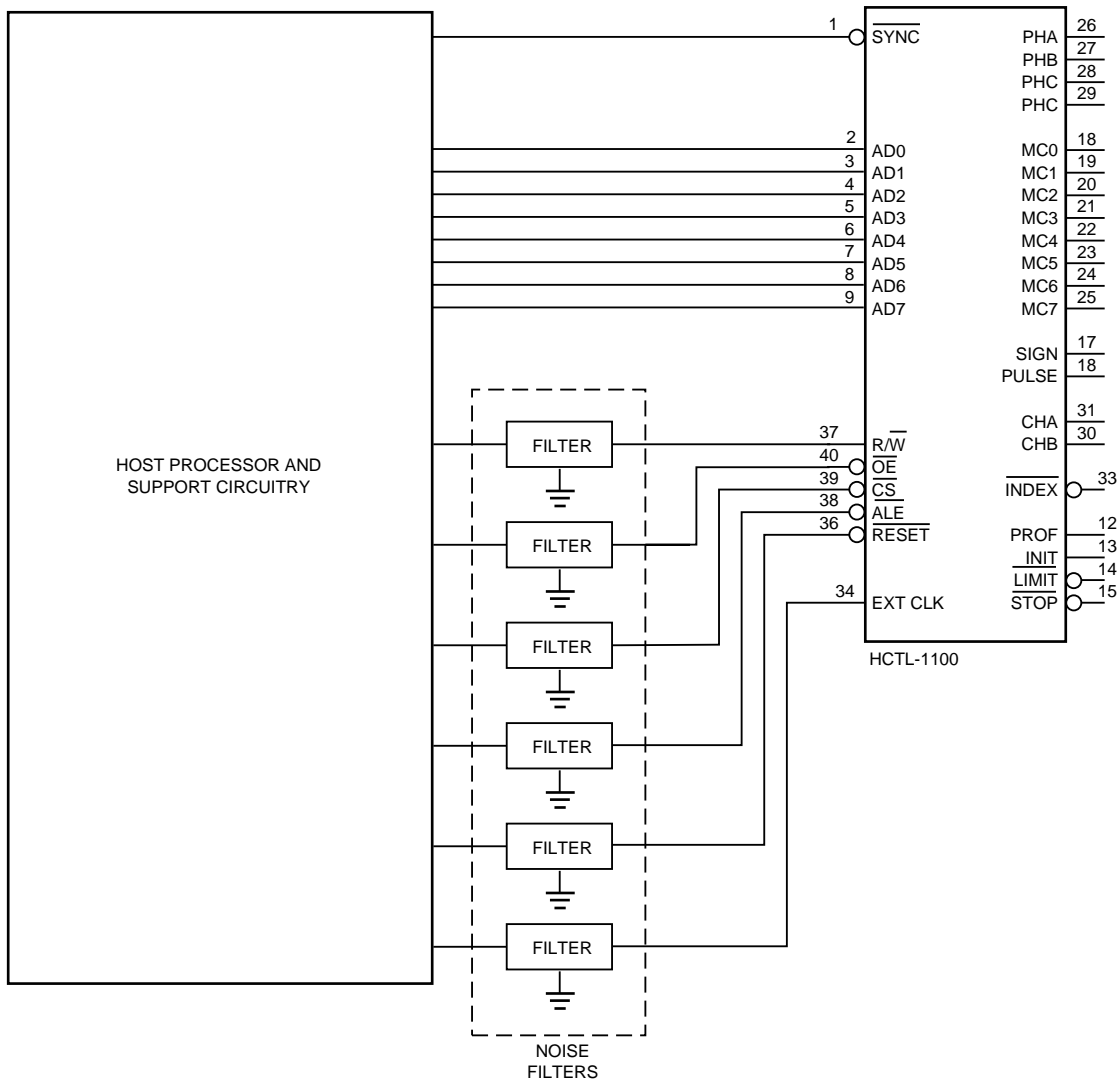 HOST PROCESSOR AND
SUPPORT CIRCUITRY
1
2
3
4
5
6
7
8
9
FILTER
FILTER
FILTER
FILTER
FILTER
FILTER
NOISE
FILTERS
37
40
39
38
36
34
SYNC
AD0
AD1
AD2
AD3
AD4
AD5
AD6
AD7
R/W
OE
CS
ALE
RESET
EXT CLK
PHA
PHB
PHC
PHC
MC0
MC1
MC2
MC3
MC4
MC5
MC6
MC7
SIGN
PULSE
CHA
CHB
INDEX
PROF
INIT
LIMIT
STOP
26
27
28
29
18
19
20
21
22
23
24
25
17
18
31
30
33
12
13
14
15
HCTL-1100